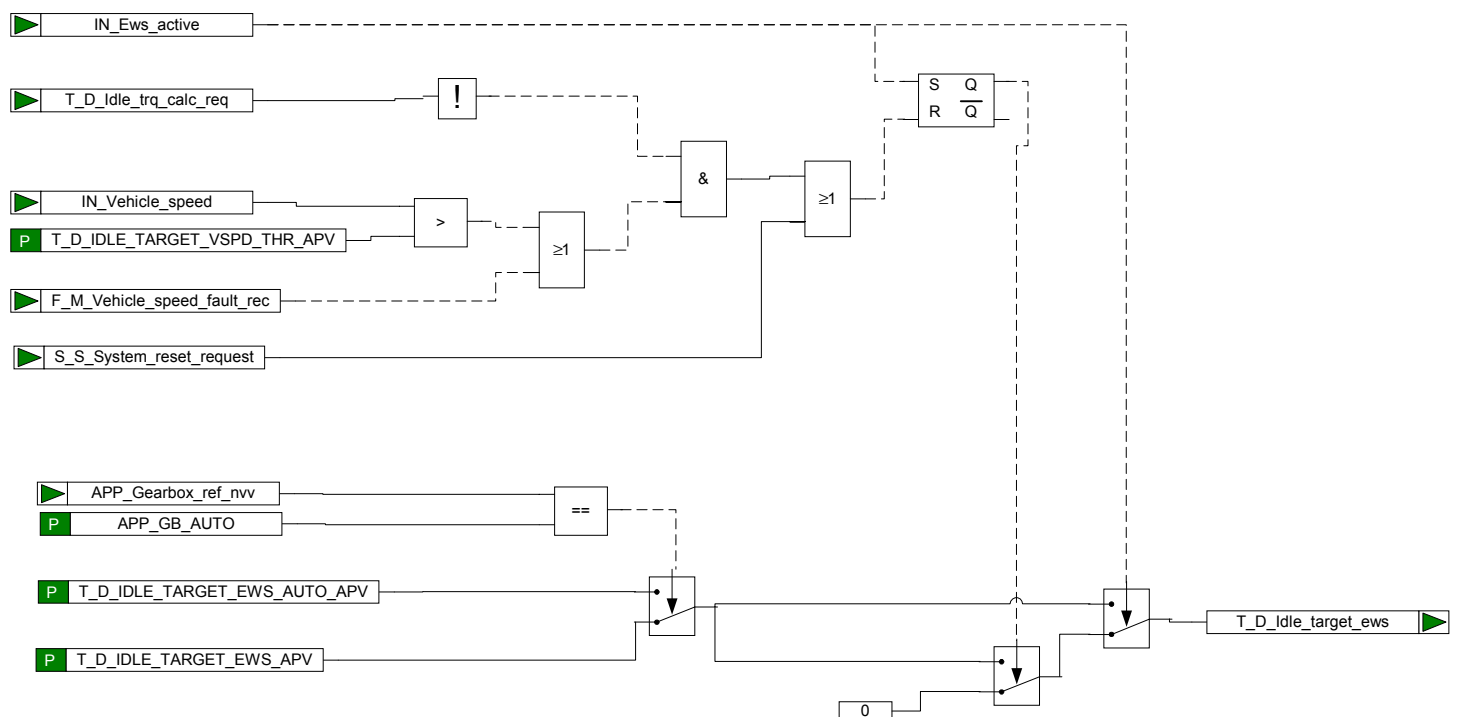 IN_Ews_active
T_D_Idle_trq_calc_req
!
S Q
R Q
IN_Vehicle_speed
>
P T_D_IDLE_TARGET_VSPD_THR_APV
≥1
&
≥1
F_M_Vehicle_speed_fault_rec
S_S_System_reset_request
APP_Gearbox_ref_nvv
==
P APP_GB_AUTO
P T_D_IDLE_TARGET_EWS_AUTO_APV
T_D_Idle_target_ews
P T_D_IDLE_TARGET_EWS_APV
0